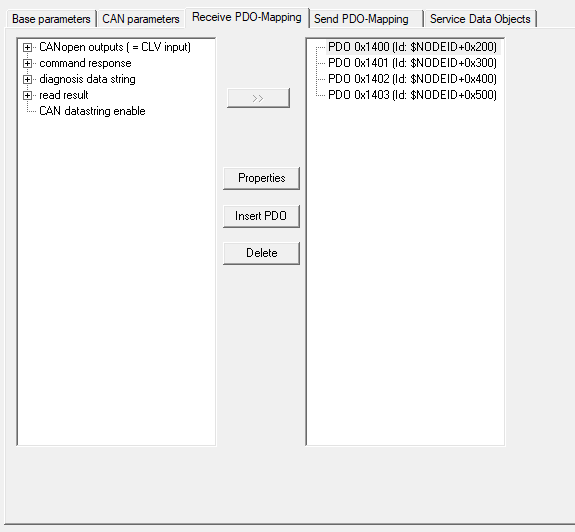 Base parameters CAN parameters Receive PDO-Mapping Send PDO-Mapping Service Data Objects
CANopen outputs ( = CLV input)
command response
diagnosis data string
read result
CAN datastring enable
>>
Properties
Insert PDO
Delete
PDO 0x1400 (Id: $NODEID+0x200)
PDO 0x1401 (Id: $NODEID+0x300)
PDO 0x1402 (Id: $NODEID+0x400)
PDO 0x1403 (Id: $NODEID+0x500)